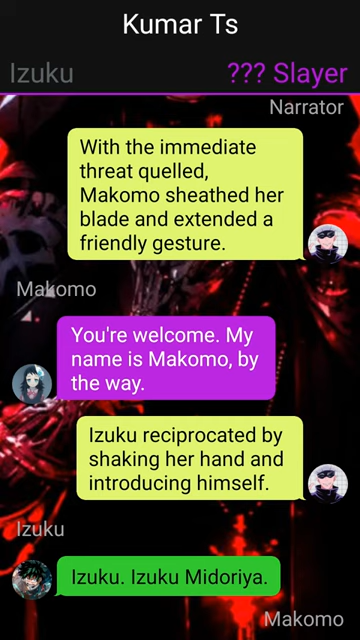 Kumar Ts
Izuku
??? Slayer
Narrator
With the immediate
threat quelled,
Makomo sheathed her
blade and extended a
friendly gesture.
Makomo
You're welcome. My
name is Makomo, by
the way.
Izuku reciprocated by
shaking her hand and
introducing himself.
Izuku
Izuku. Izuku Midoriya.
Makomo